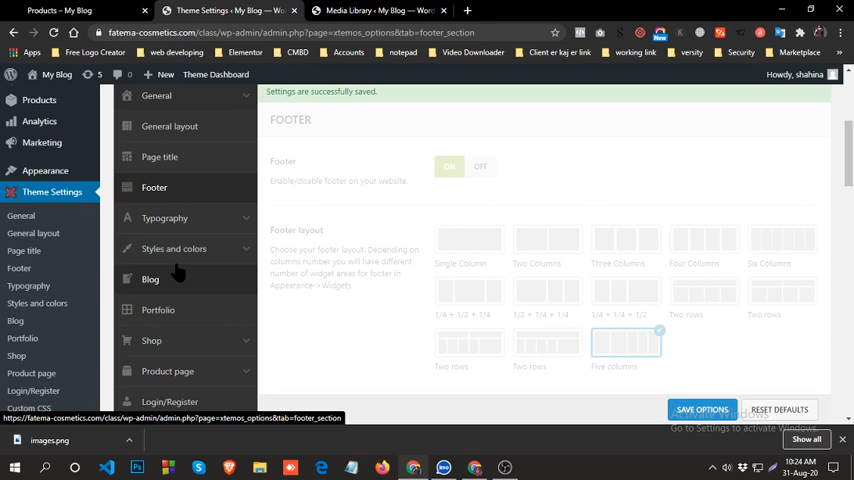 Products – My Blog
Theme Settings ‹ My Blog — Wor
Media Library ‹ My Blog — Word
fatema-cosmetics.com/class/wp-admin/admin.php?page=xtemos_options&tab=footer_section
Apps
Free Logo Creator
web developing
Elementor
CMBD
Accounts
notepad
Video Downloader
Client er kaj er link
working link
versity
Security
Marketplace
»
My Blog
5
0
New
Theme Dashboard
Howdy, shahina
Products
Analytics
Marketing
Appearance
Theme Settings
General
General layout
Page title
Footer
Typography
Styles and colors
Blog
Portfolio
Shop
Product page
Login/Register
Custom CSS
General
General layout
Page title
Footer
Typography
Styles and colors
Blog
Portfolio
Shop
Product page
Login/Register
Settings are successfully saved.
FOOTER
Footer
Enable/disable footer on your website.
ON
OFF
Footer layout
Choose your footer layout. Depending on
columns number you will have different
number of widget areas for footer in
Appearance->Widgets
Single Column
Two Columns
Three Columns
Four Columns
Six Columns
1/4 + 1/2 + 1/4
1/2 + 1/4 + 1/4
1/4 + 1/4 + 1/2
Two rows
Two rows
Two rows
Two rows
Five columns
SAVE OPTIONS
RESET DEFAULTS
Activate Windows
Go to Settings to activate Windows.
https://fatema-cosmetics.com/class/wp-admin/admin.php?page=xtemos_options&tab=footer_section
images.png
Show all
10:24 AM
31-Aug-20